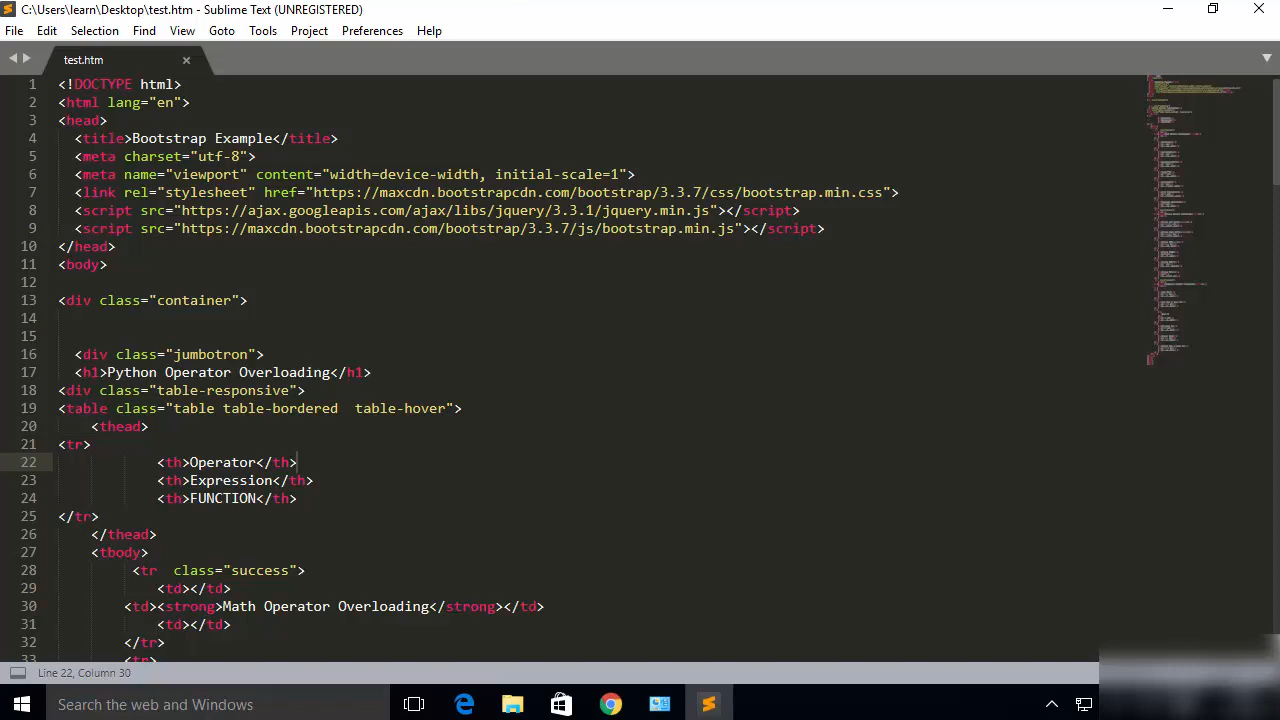 C:\Users\learn\Desktop\test.htm - Sublime Text (UNREGISTERED)
File Edit Selection Find View Goto Tools Project Preferences Help
test.htm
1 <!DOCTYPE html>
2 <html lang="en">
3 <head>
4 <title>Bootstrap Example</title>
5 <meta charset="utf-8">
6 <meta name="viewport" content="width=device-width, initial-scale=1">
7 <link rel="stylesheet" href="https://maxcdn.bootstrapcdn.com/bootstrap/3.3.7/css/bootstrap.min.css">
8 <script src="https://ajax.googleapis.com/ajax/libs/jquery/3.3.1/jquery.min.js"></script>
9 <script src="https://maxcdn.bootstrapcdn.com/bootstrap/3.3.7/js/bootstrap.min.js"></script>
10 </head>
11 <body>
12
13 <div class="container">
14
15
16 <div class="jumbotron">
17 <h1>Python Operator Overloading</h1>
18 <div class="table-responsive">
19 <table class="table table-bordered  table-hover">
20 <thead>
21 <tr>
22 <th>Operator</th>
23 <th>Expression</th>
24 <th>FUNCTION</th>
25 </tr>
26 </thead>
27 <tbody>
28 <tr  class="success">
29 <td></td>
30 <td><strong>Math Operator Overloading</strong></td>
31 <td></td>
32 </tr>
33 <tr>
Line 22, Column 30
Search the web and Windows